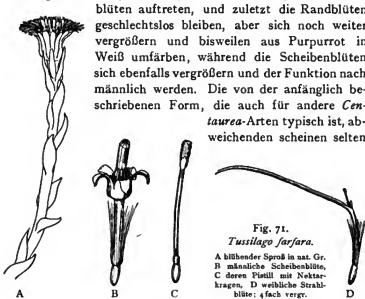 blüten auftreten, und zuletzt die Randblüten
geschlechtslos bleiben, aber sich noch weiter
vergrößern und bisweilen aus Purpurrot in
Weiß umfärben, während die Scheibenblüten
sich ebenfalls vergrößern und der Funktion nach
männlich werden. Die von der anfänglich be-
schriebenen Form, die auch für andere Cen-
taurea-Arten typisch ist, ab-
weichenden scheinen selten
Fig. 71.
Tussilago farfara.
A blühender Sproß in nat. Gr.
B männliche Scheibenblüte,
C deren Pistill mit Nektar-
kragen, D weibliche Strahl-
blüte; 4 fach vergr.
A
B
C
D